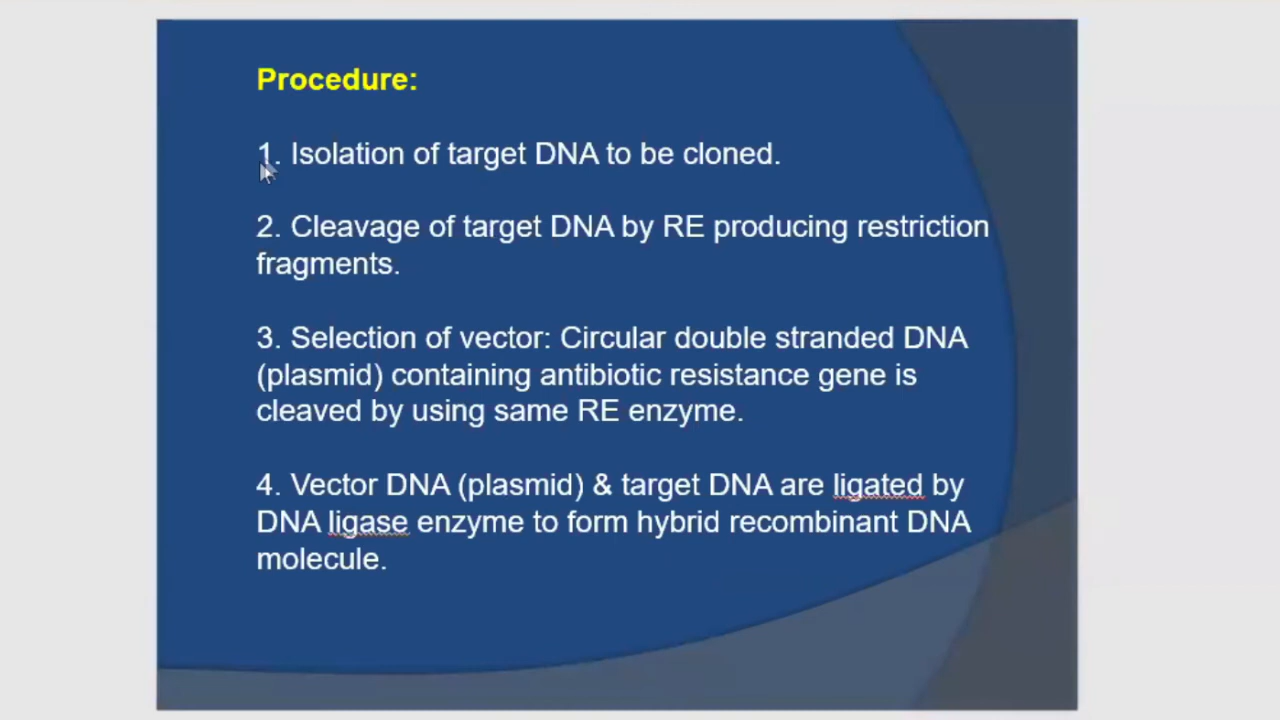 Procedure:
1. Isolation of target DNA to be cloned.
2. Cleavage of target DNA by RE producing restriction
fragments.
3. Selection of vector: Circular double stranded DNA
(plasmid) containing antibiotic resistance gene is
cleaved by using same RE enzyme.
4. Vector DNA (plasmid) & target DNA are ligated by
DNA ligase enzyme to form hybrid recombinant DNA
molecule.